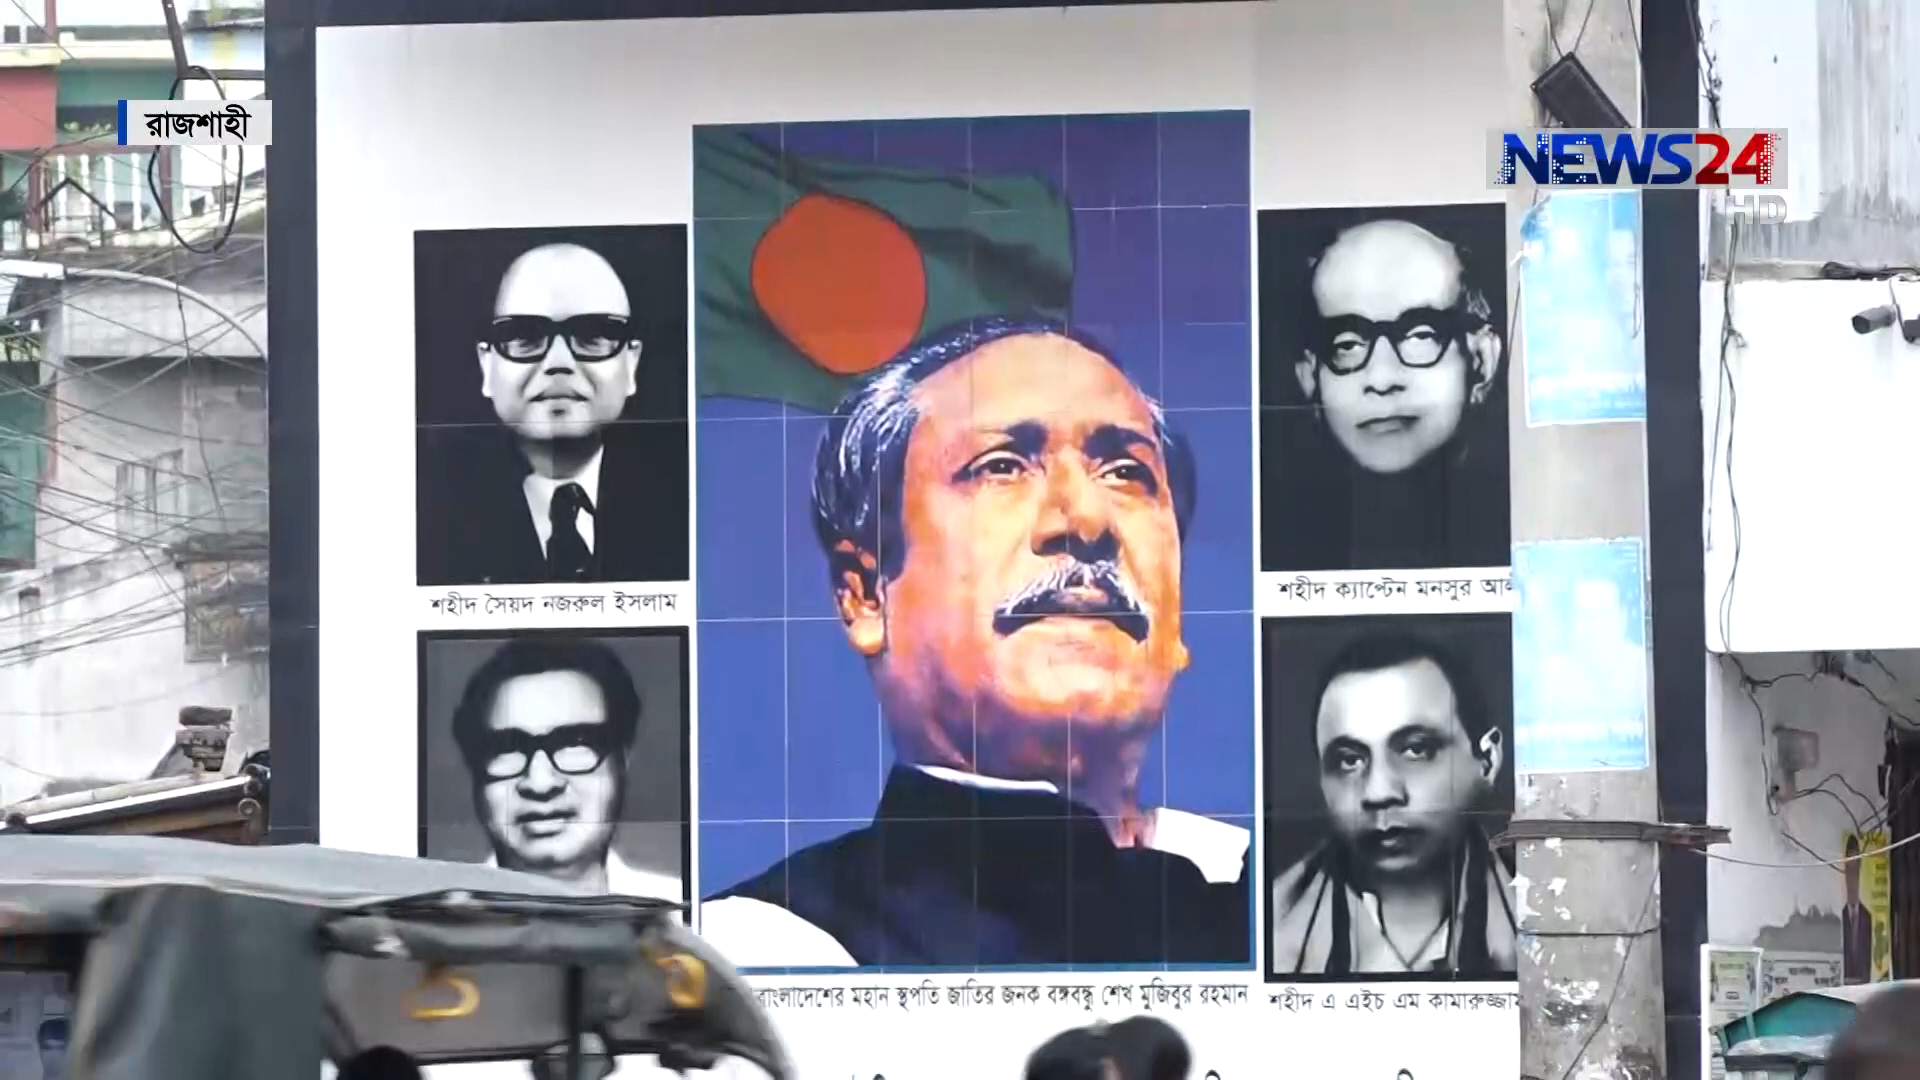 রাজশাহী
NEWS24
HD
শহীদ সৈয়দ নজরুল ইসলাম
শহীদ ক্যাপ্টেন মনসুর
বাংলাদেশের মহান স্থপতি জাতির জনক বঙ্গবন্ধু শেখ মুজিবুর রহমান
শহীদ এ এইচ এম